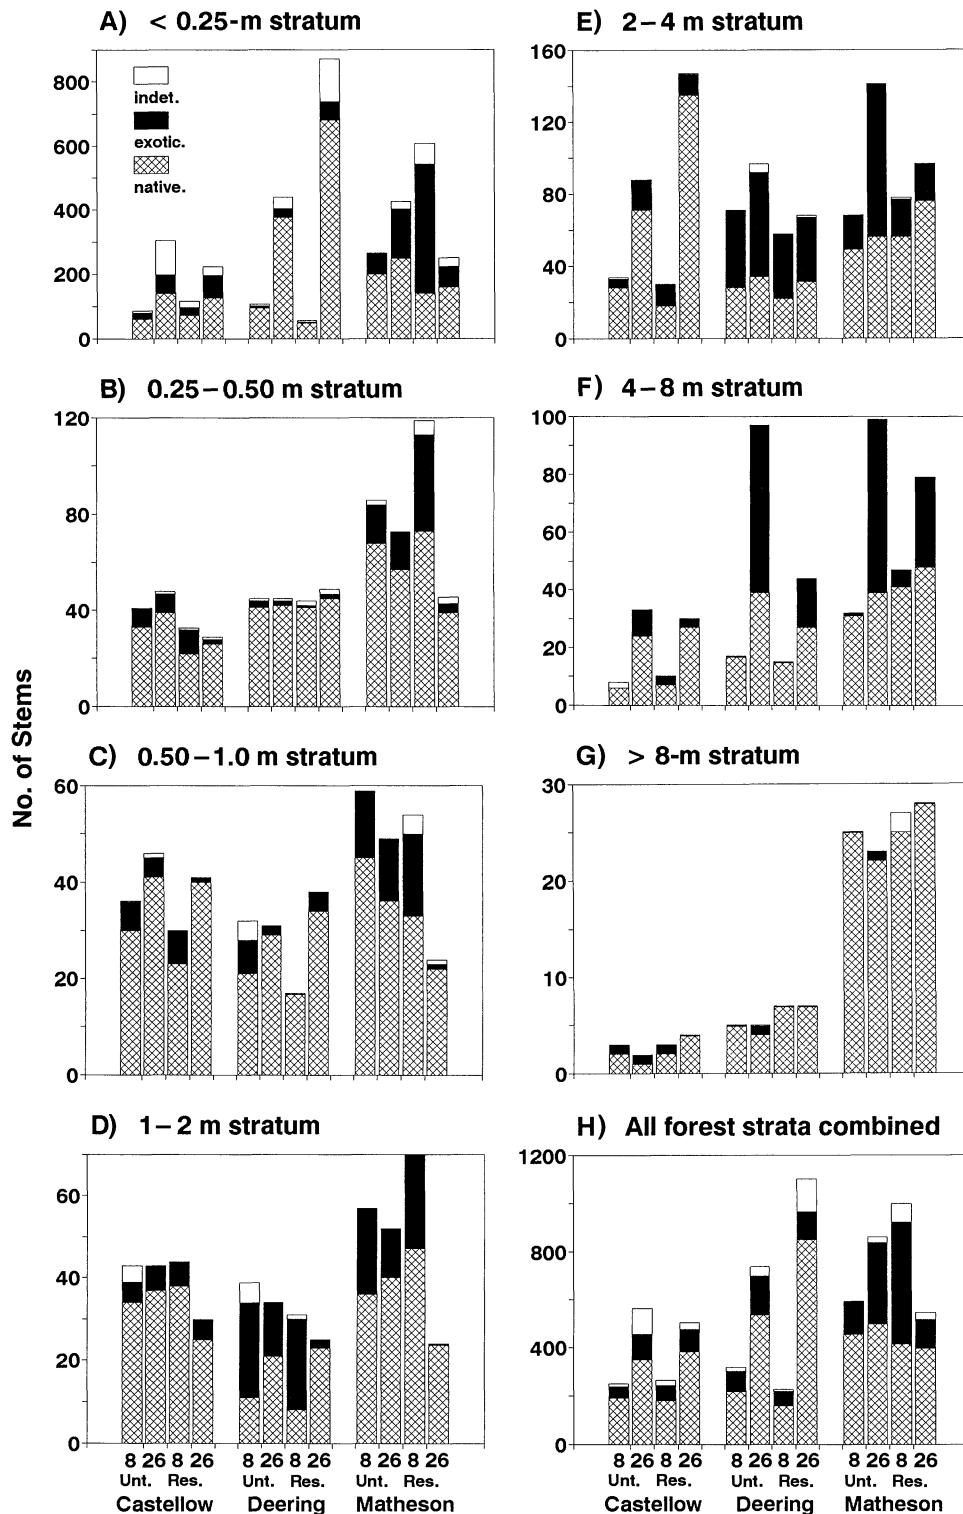 A) < 0.25-m stratum
800
600
400
200
0
indet.
exotic.
native.
B) 0.25–0.50 m stratum
120
80
40
0
C) 0.50–1.0 m stratum
60
40
20
0
D) 1–2 m stratum
60
40
20
0
8 26 8 26 8 26 8 26 8 26 8 26
Unt. Res. Unt. Res. Unt. Res.
Castellow Deering Matheson
No. of Stems
E) 2–4 m stratum
160
120
80
40
0
F) 4–8 m stratum
100
80
60
40
20
0
G) > 8-m stratum
30
20
10
0
H) All forest strata combined
1200
800
400
0
8 26 8 26 8 26 8 26 8 26 8 26
Unt. Res. Unt. Res. Unt. Res.
Castellow Deering Matheson